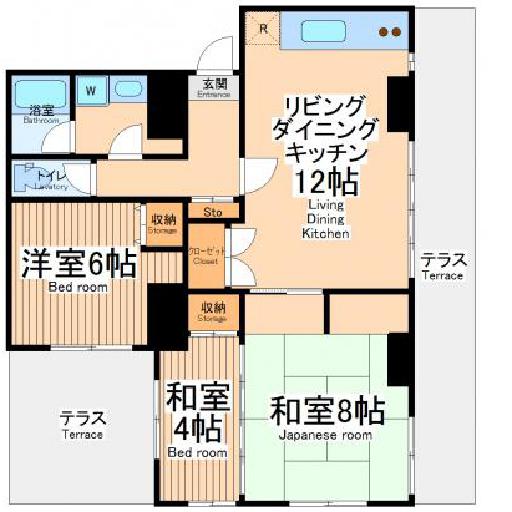 R
リビング
ダイニング
キッチン
12帖
Living
Dining
Kitchen
玄関
Entrance
W
浴室
Bathroom
トイレ
Lavatory
収納
Storage
Sto
クローゼット
Closet
洋室6帖
Bed room
テラス
Terrace
収納
Storage
和室
4帖
Bed room
和室8帖
Japanese room
テラス
Terrace